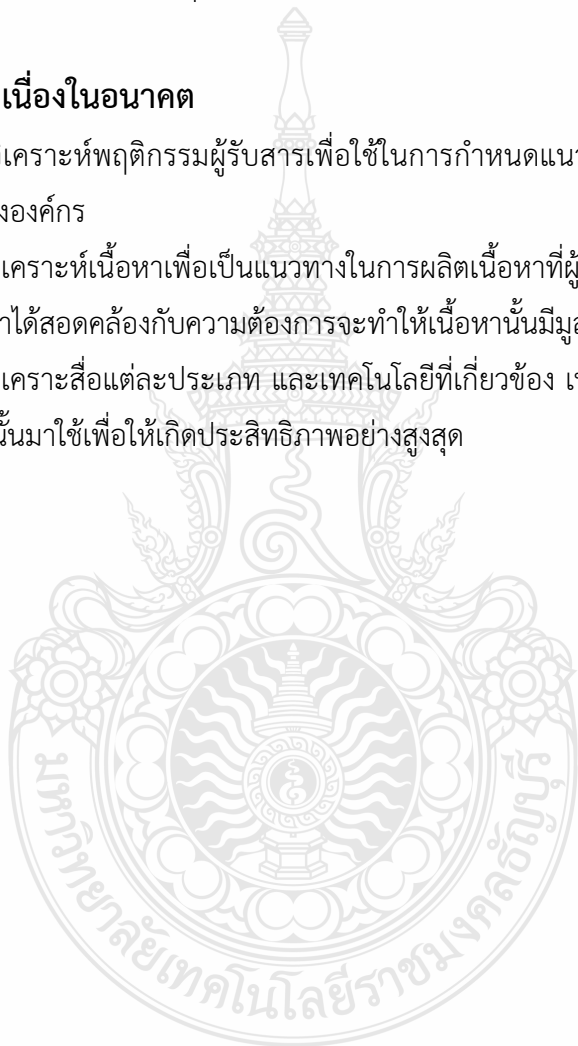 เนื่องในอนาคต
เคราะห์พฤติกรรมผู้รับสารเพื่อใช้ในการกำหนดแนว
องค์กร
เคราะห์เนื้อหาเพื่อเป็นแนวทางในการผลิตเนื้อหาที่ผู้
ได้สอดคล้องกับความต้องการจะทำให้เนื้อหานั้นมีมูล
เคราะสื่อแต่ละประเภท และเทคโนโลยีที่เกี่ยวข้อง
นั้นมาใช้เพื่อให้เกิดประสิทธิภาพอย่างสูงสุด
มหาวิทยาลัยเทคโนโลยีราชมงคลธัญบุรี